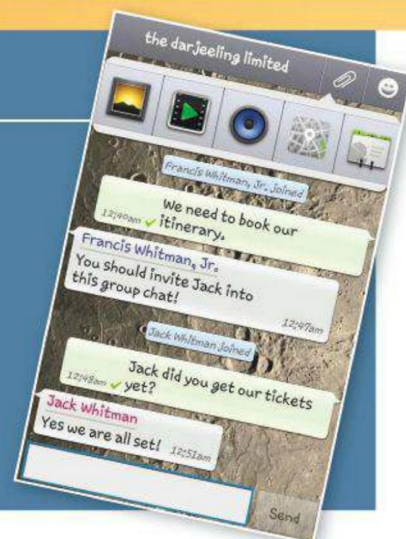 the darjeeling limited
Francis Whitman, Jr. joined
We need to book our
12:40am itinerary.
Francis Whitman, Jr.
You should invite Jack into
this group chat!
12:47am
Jack Whitman joined
Jack did you get our tickets
12:48am yet?
Jack Whitman
Yes we are all set! 12:51am
Send